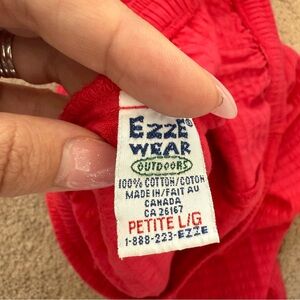 EZZE®
WEAR
OUTDOORS
100% COTTON/COTON
MADE IN/FAIT AU
CANADA
CA 26167
PETITE L/G
1-888-223-EZZE